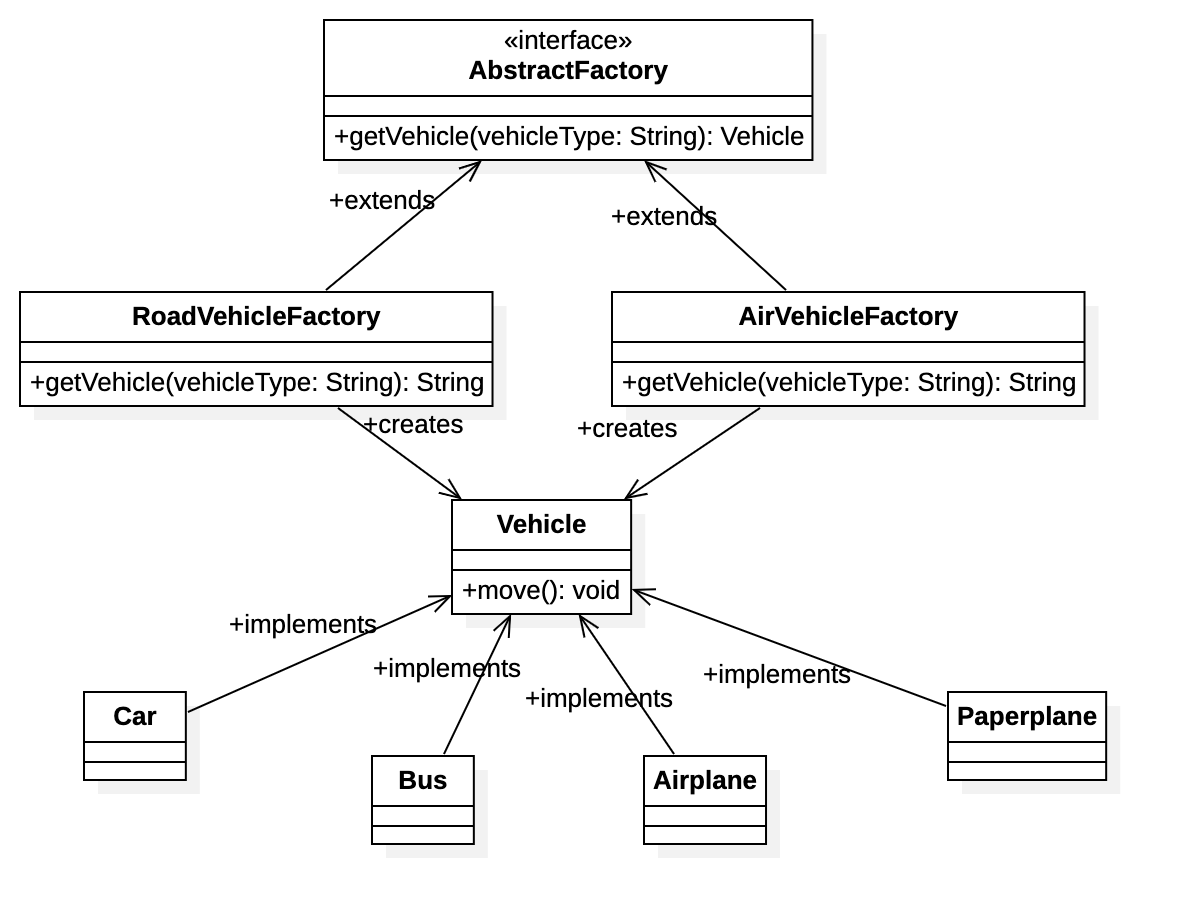 «interface»
AbstractFactory
+getVehicle(vehicleType: String): Vehicle
+extends
+extends
RoadVehicleFactory
+getVehicle(vehicleType: String): String
AirVehicleFactory
+getVehicle(vehicleType: String): String
+creates
+creates
Vehicle
+move(): void
+implements
+implements
+implements
+implements
Car
Bus
Airplane
Paperplane